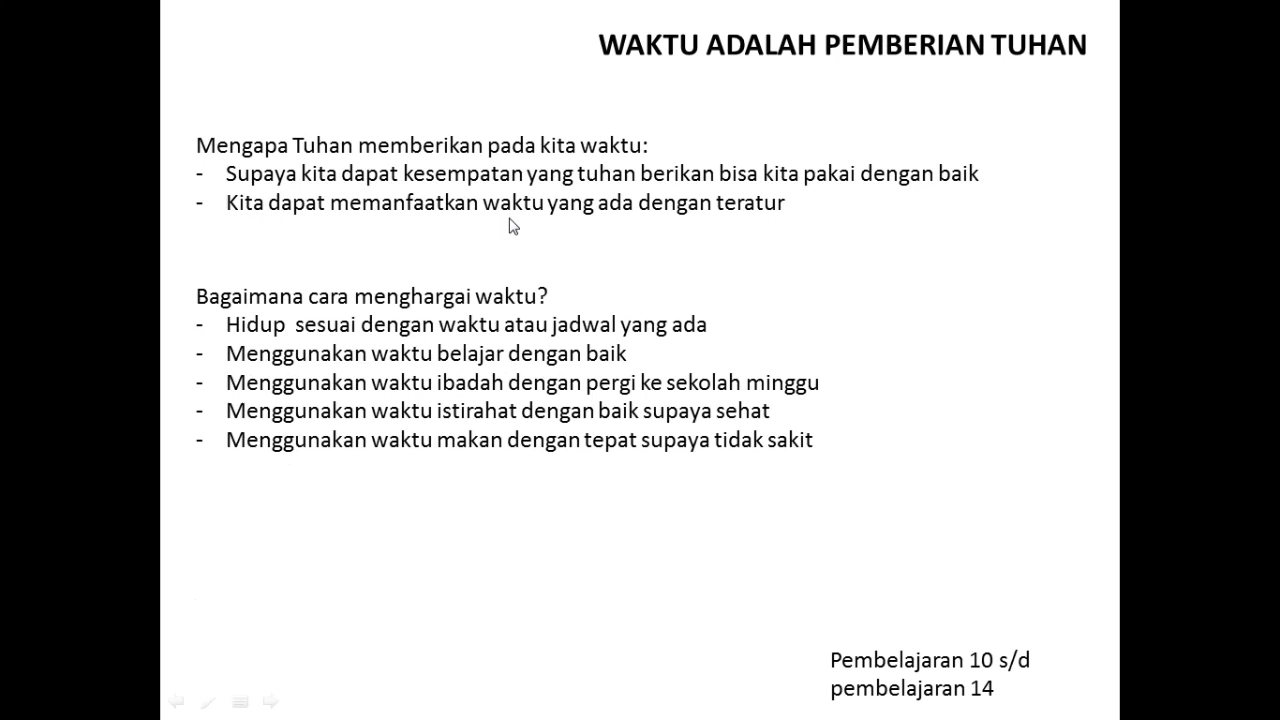 WAKTU ADALAH PEMBERIAN TUHAN
Mengapa Tuhan memberikan pada kita waktu:
- Supaya kita dapat kesempatan yang tuhan berikan bisa kita pakai dengan baik
- Kita dapat memanfaatkan waktu yang ada dengan teratur
Bagaimana cara menghargai waktu?
- Hidup  sesuai dengan waktu atau jadwal yang ada
- Menggunakan waktu belajar dengan baik
- Menggunakan waktu ibadah dengan pergi ke sekolah minggu
- Menggunakan waktu istirahat dengan baik supaya sehat
- Menggunakan waktu makan dengan tepat supaya tidak sakit
Pembelajaran 10 s/d
pembelajaran 14